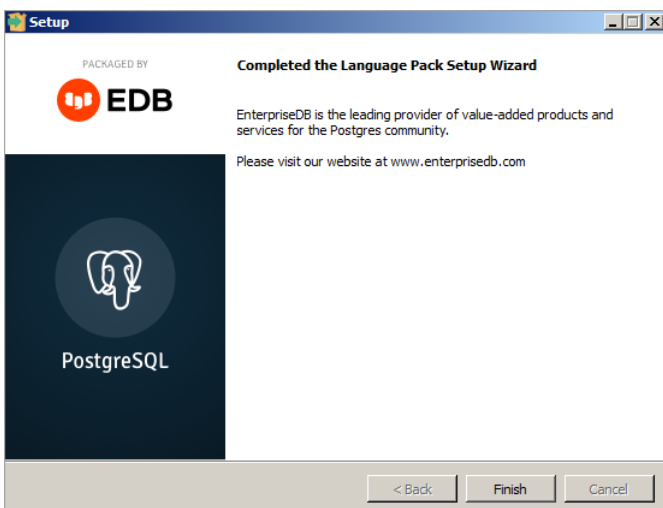 Setup
PACKAGED BY
EDB
Completed the Language Pack Setup Wizard
EnterpriseDB is the leading provider of value-added products and
services for the Postgres community.
Please visit our website at www.enterprisedb.com
PostgreSQL
< Back
Finish
Cancel